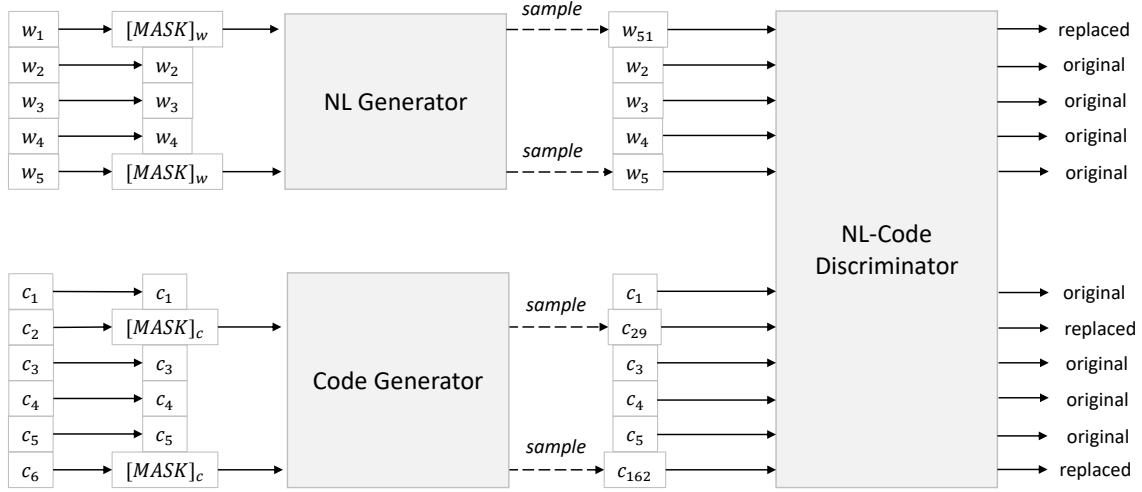 w₁ [MASK]w sample w₅₁ replaced
w₂ w₂ w₂ original
w₃ w₃ NL Generator w₃ original
w₄ w₄ w₄ original
w₅ [MASK]w sample w₅ original
NL-Code
Discriminator
c₁ c₁ sample c₁ original
c₂ [MASK]c c₂₉ replaced
c₃ c₃ c₃ original
Code Generator
c₄ c₄ c₄ original
c₅ c₅ sample c₅ original
c₆ [MASK]c c₁₆₂ replaced